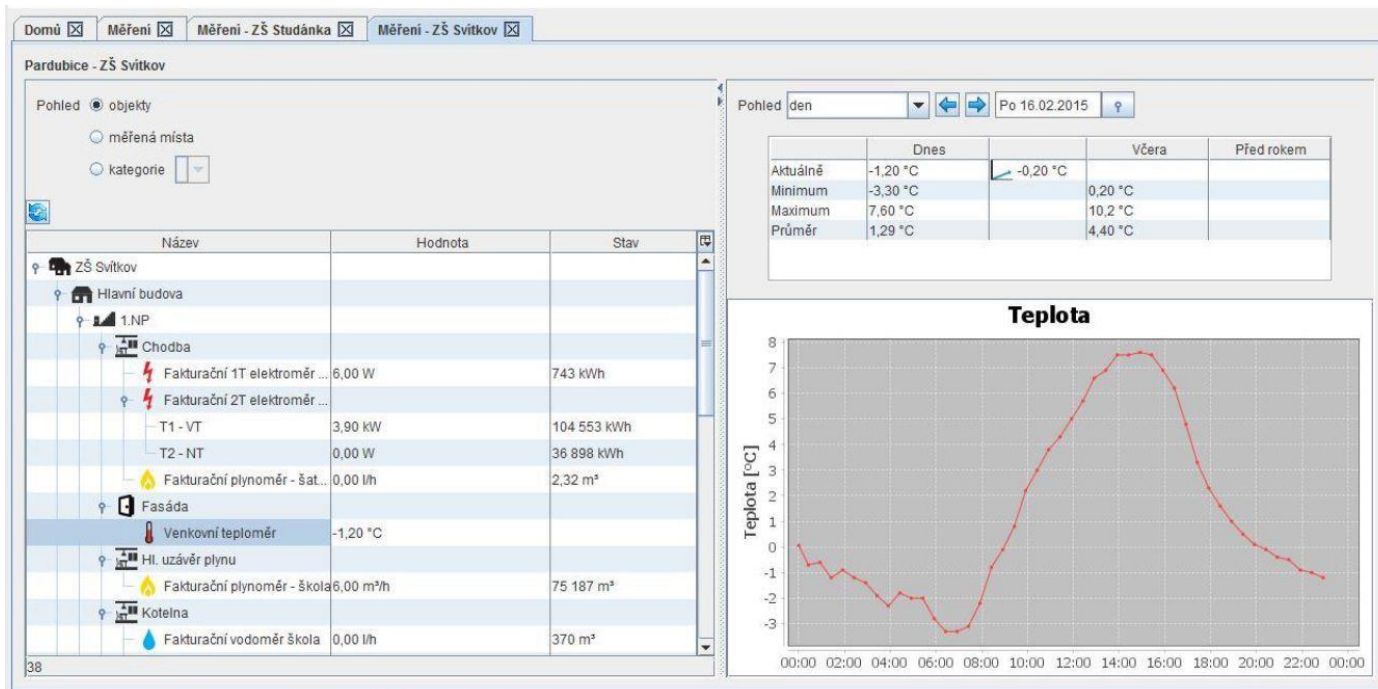 Domů Měření Měření - ZŠ Studánka Měření - ZŠ Svítkov
Pardubice - ZŠ Svítkov
Pohled objekty
měřená místa
kategorie
Název Hodnota Stav
ZŠ Svítkov
Hlavní budova
1.NP
Chodba
Fakturační 1T elektroměr ... 6,00 W 743 kWh
Fakturační 2T elektroměr ...
T1 - VT 3,90 kW 104 553 kWh
T2 - NT 0,00 W 36 898 kWh
Fakturační plynoměr - šat... 0,00 l/h 2,32 m³
Fasáda
Venkovní teploměr -1,20 °C
Hl. uzávěr plynu
Fakturační plynoměr - škola 6,00 m³/h 75 187 m³
Kotelna
Fakturační vodoměr škola 0,00 l/h 370 m³
38
Pohled den Po 16.02.2015
Dnes Včera Před rokem
Aktuálně -1,20 °C -0,20 °C
Minimum -3,30 °C 0,20 °C
Maximum 7,60 °C 10,2 °C
Průměr 1,29 °C 4,40 °C
Teplota
Teplota [°C]
8
7
6
5
4
3
2
1
0
-1
-2
-3
00:00 02:00 04:00 06:00 08:00 10:00 12:00 14:00 16:00 18:00 20:00 22:00 00:00